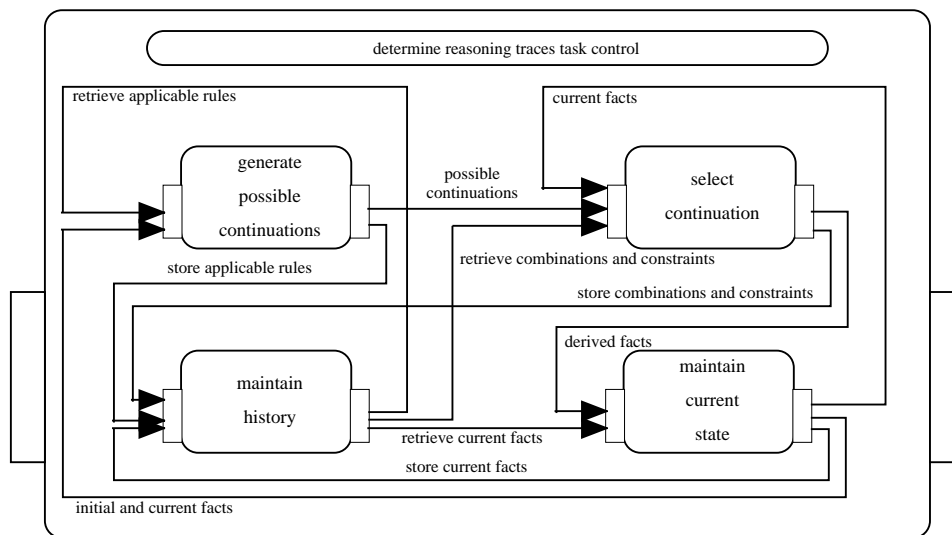 determine reasoning traces task control
retrieve applicable rules
current facts
generate
possible
continuations
possible
continuations
select
continuation
store applicable rules
retrieve combinations and constraints
store combinations and constraints
derived facts
maintain
history
maintain
current
state
retrieve current facts
store current facts
initial and current facts